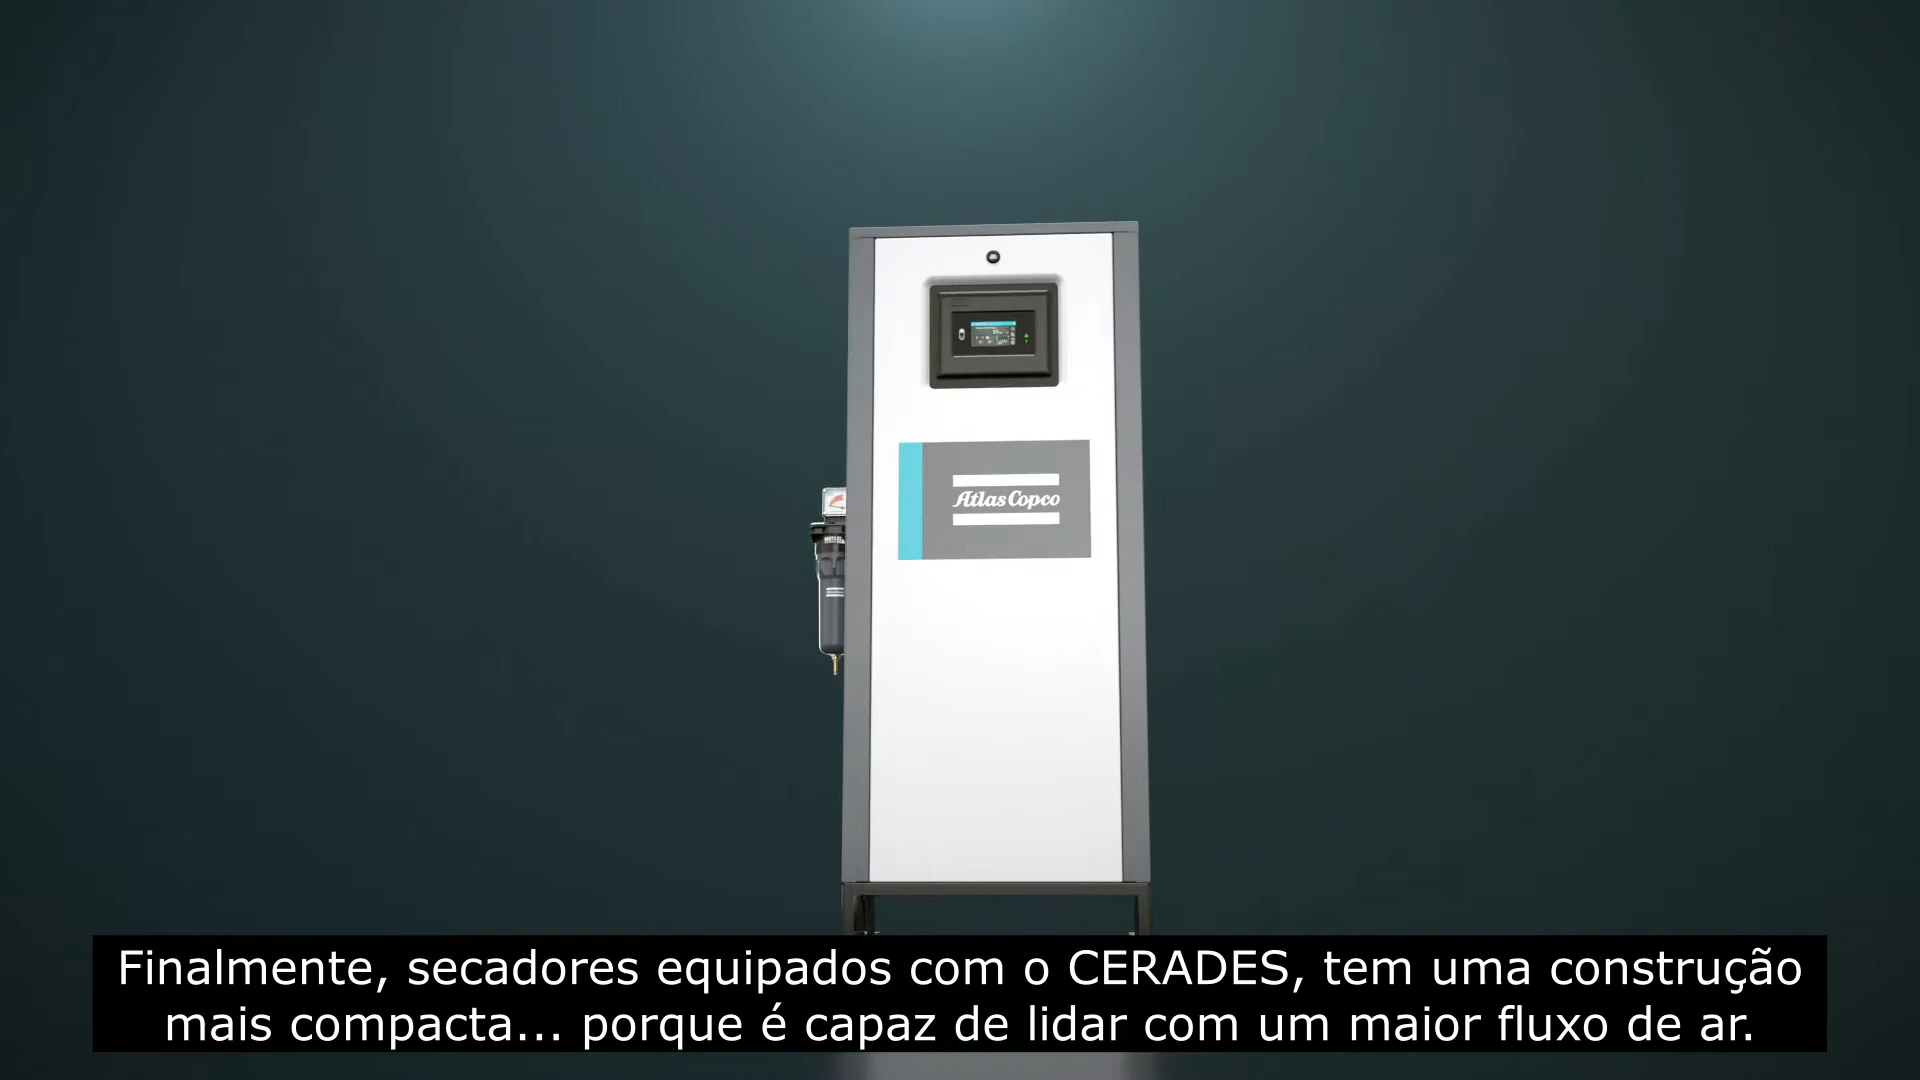 Atlas Copco
Finalmente, secadores equipados com o CERADES, tem uma construção
mais compacta... porque é capaz de lidar com um maior fluxo de ar.